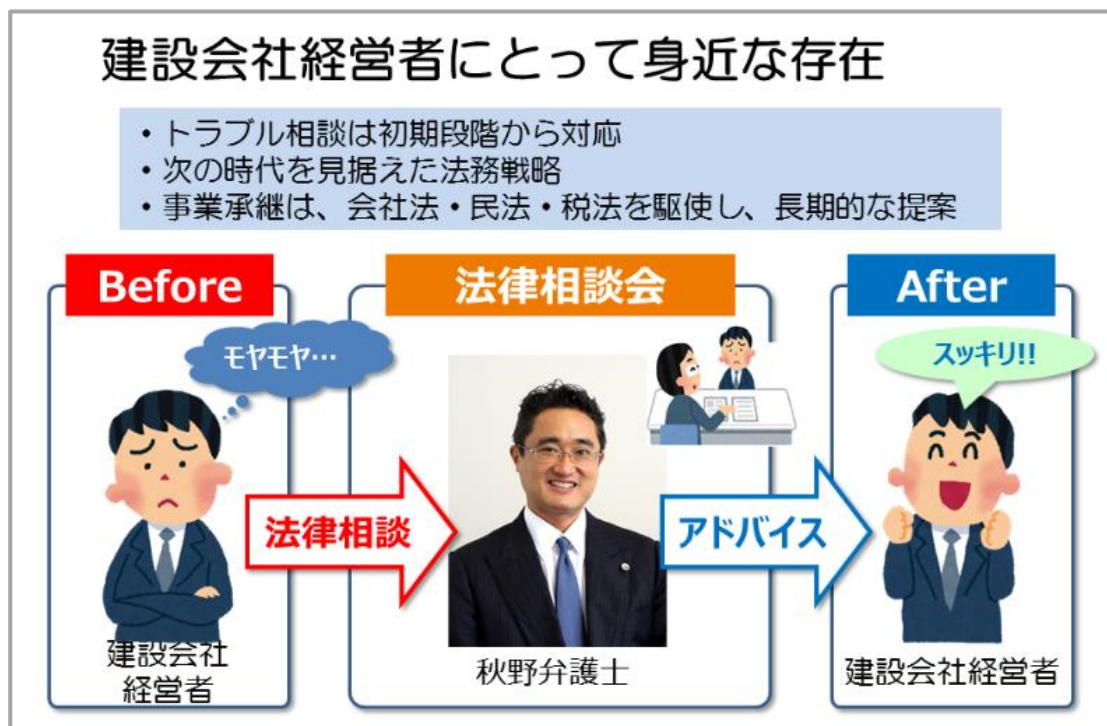 建設会社経営者にとって身近な存在
・トラブル相談は初期段階から対応
・次の時代を見据えた法務戦略
・事業承継は、会社法・民法・税法を駆使し、長期的な提案
Before
法律相談会
After
モヤモヤ…
スッキリ!!
法律相談
アドバイス
建設会社
経営者
秋野弁護士
建設会社経営者